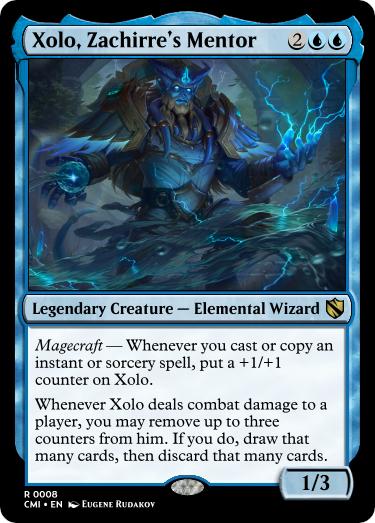 Xolo, Zachirre's Mentor 2
Legendary Creature — Elemental Wizard
Magecraft — Whenever you cast or copy an
instant or sorcery spell, put a +1/+1
counter on Xolo.
Whenever Xolo deals combat damage to a
player, you may remove up to three
counters from him. If you do, draw that
many cards, then discard that many cards.
1/3
R 0008
CMI • EN Eugene Rudakov